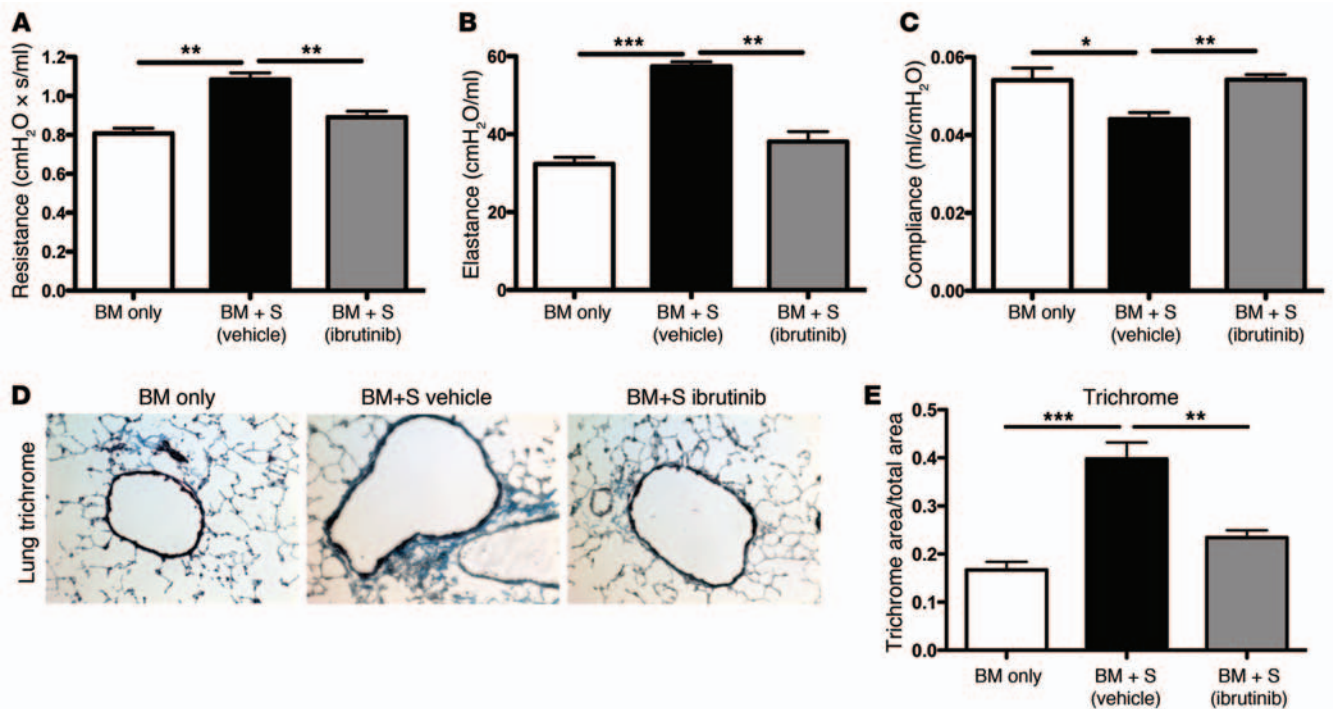 A
Resistance (cmH₂O × s/ml)
1.2
1.0
0.8
0.6
0.4
0.2
0.0
**
**
BM only
BM + S
(vehicle)
BM + S
(ibrutinib)
B
Elastance (cmH₂O/ml)
60
40
20
0
***
**
BM only
BM + S
(vehicle)
BM + S
(ibrutinib)
C
Compliance (ml/cmH₂O)
0.06
0.04
0.02
0.00
*
**
BM only
BM + S
(vehicle)
BM + S
(ibrutinib)
D
BM only
BM+S vehicle
BM+S ibrutinib
Lung trichrome
E
Trichrome
Trichrome area/total area
0.5
0.4
0.3
0.2
0.1
0.0
***
**
BM only
BM + S
(vehicle)
BM + S
(ibrutinib)